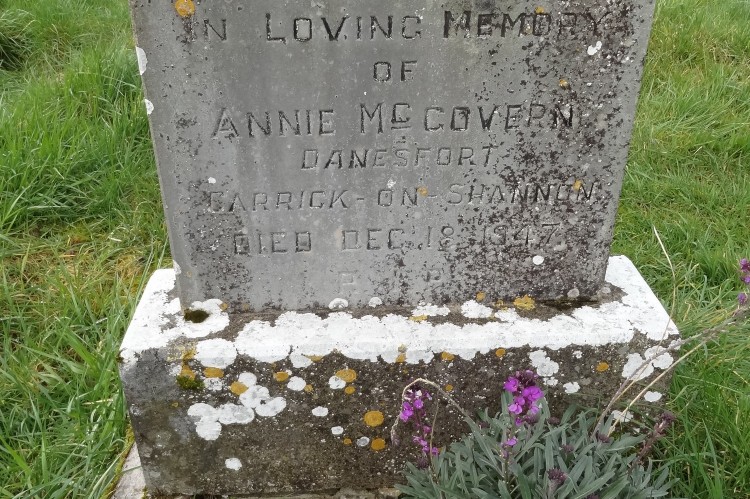 IN LOVING MEMORY
OF
ANNIE MCGOVERN
DANESFORT
CARRICK-ON-SHANNON
DIED DEC. 18, 1947.
R.I.P.